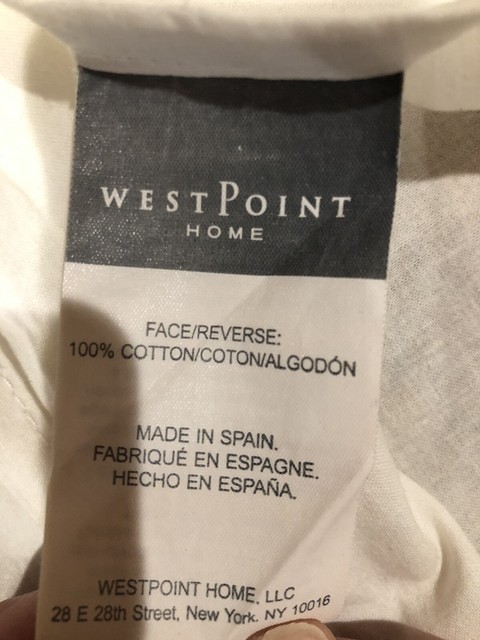 WESTPOINT
HOME
FACE/REVERSE:
100% COTTON/COTON/ALGODÓN
MADE IN SPAIN.
FABRIQUÉ EN ESPAGNE.
HECHO EN ESPAÑA.
WESTPOINT HOME, LLC
28 E 28th Street, New York. NY 10016